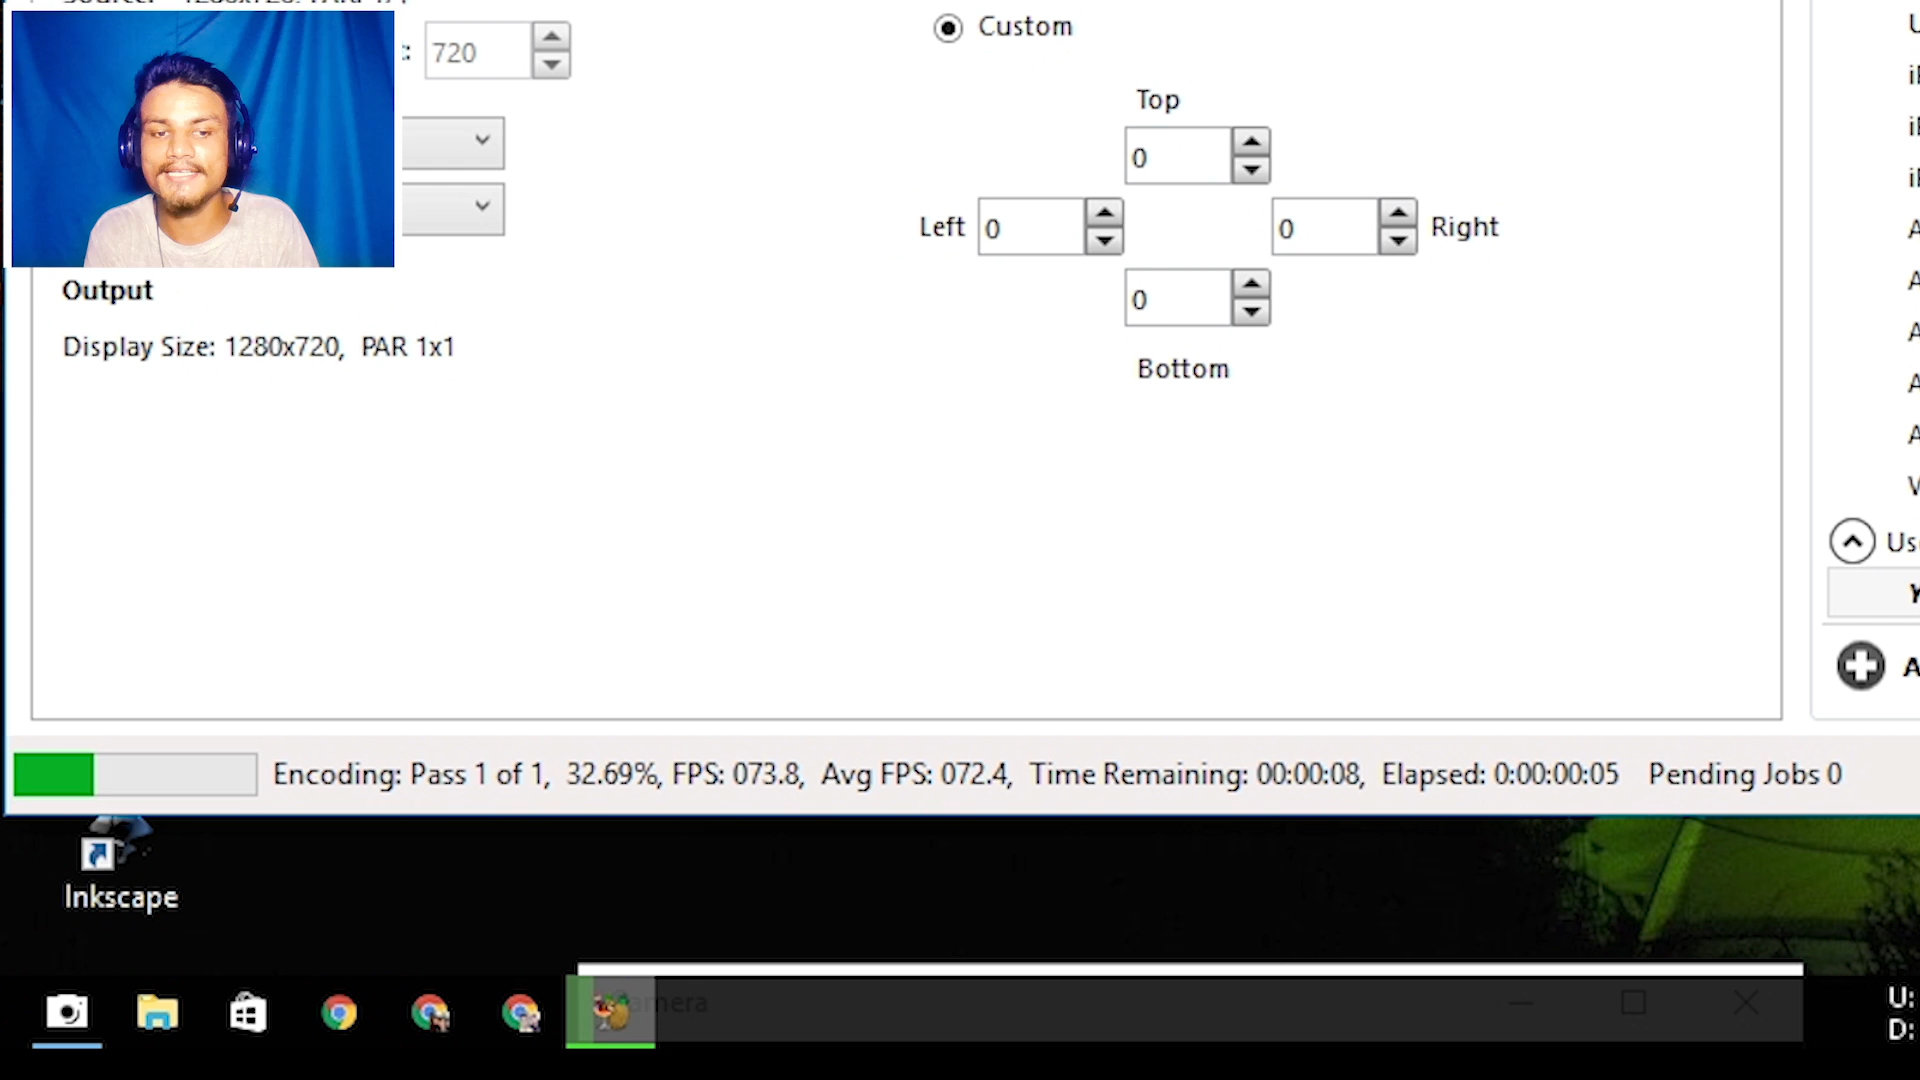 720
Custom
Top
0
Left 0 0 Right
0
Bottom
Output
Display Size: 1280x720, PAR 1x1
Encoding: Pass 1 of 1, 32.69%, FPS: 073.8, Avg FPS: 072.4, Time Remaining: 00:00:08, Elapsed: 0:00:00:05 Pending Jobs 0
Inkscape
U:
D: